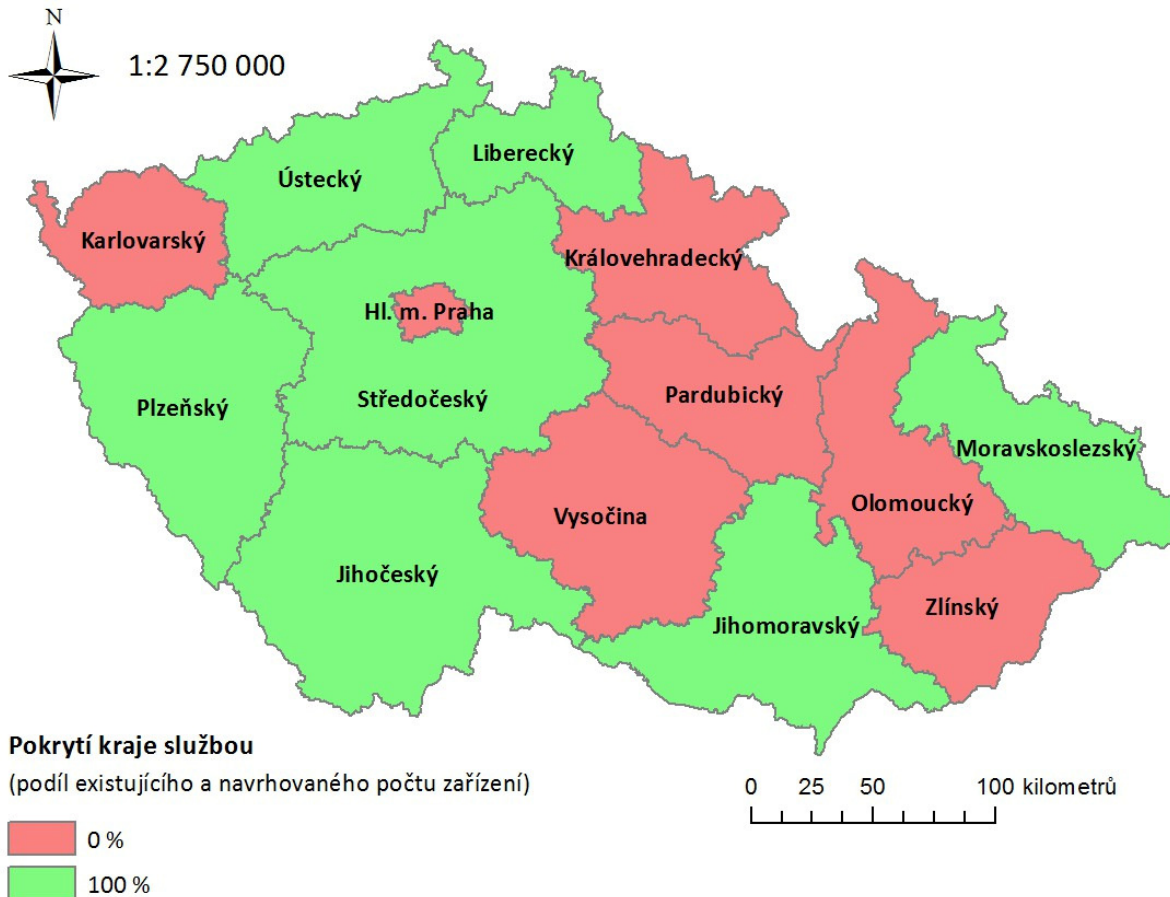 N
1:2 750 000
Liberecký
Ústecký
Karlovarský
Královehradecký
Hl. m. Praha
Pardubický
Středočeský
Plzeňský
Moravskoslezský
Olomoucký
Vysočina
Jihočeský
Zlínský
Jihomoravský
Pokrytí kraje službou
(podíl existujícího a navrhovaného počtu zařízení)
0 25 50 100 kilometrů
0 %
100 %